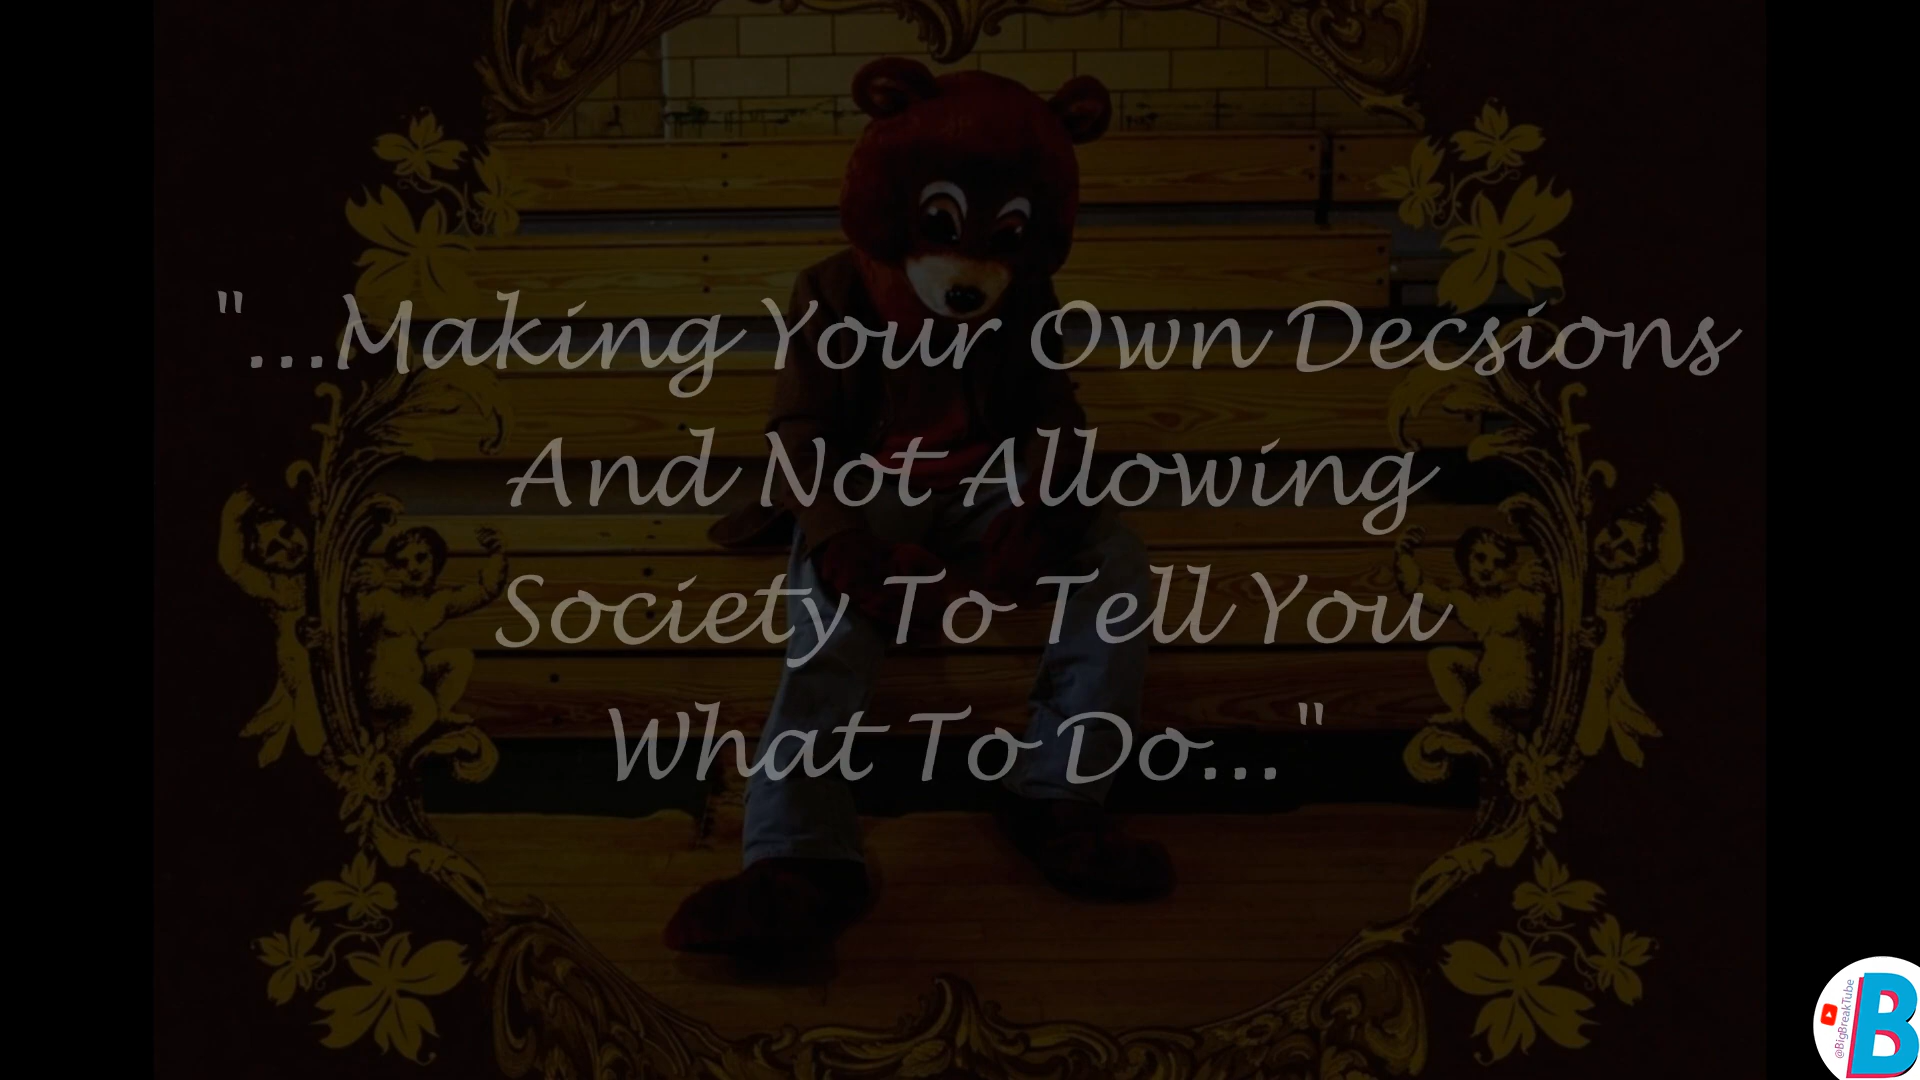 "...Making Your Own Decsions
And Not Allowing
Society To Tell You
What To Do..."
@BigBreakTube
B